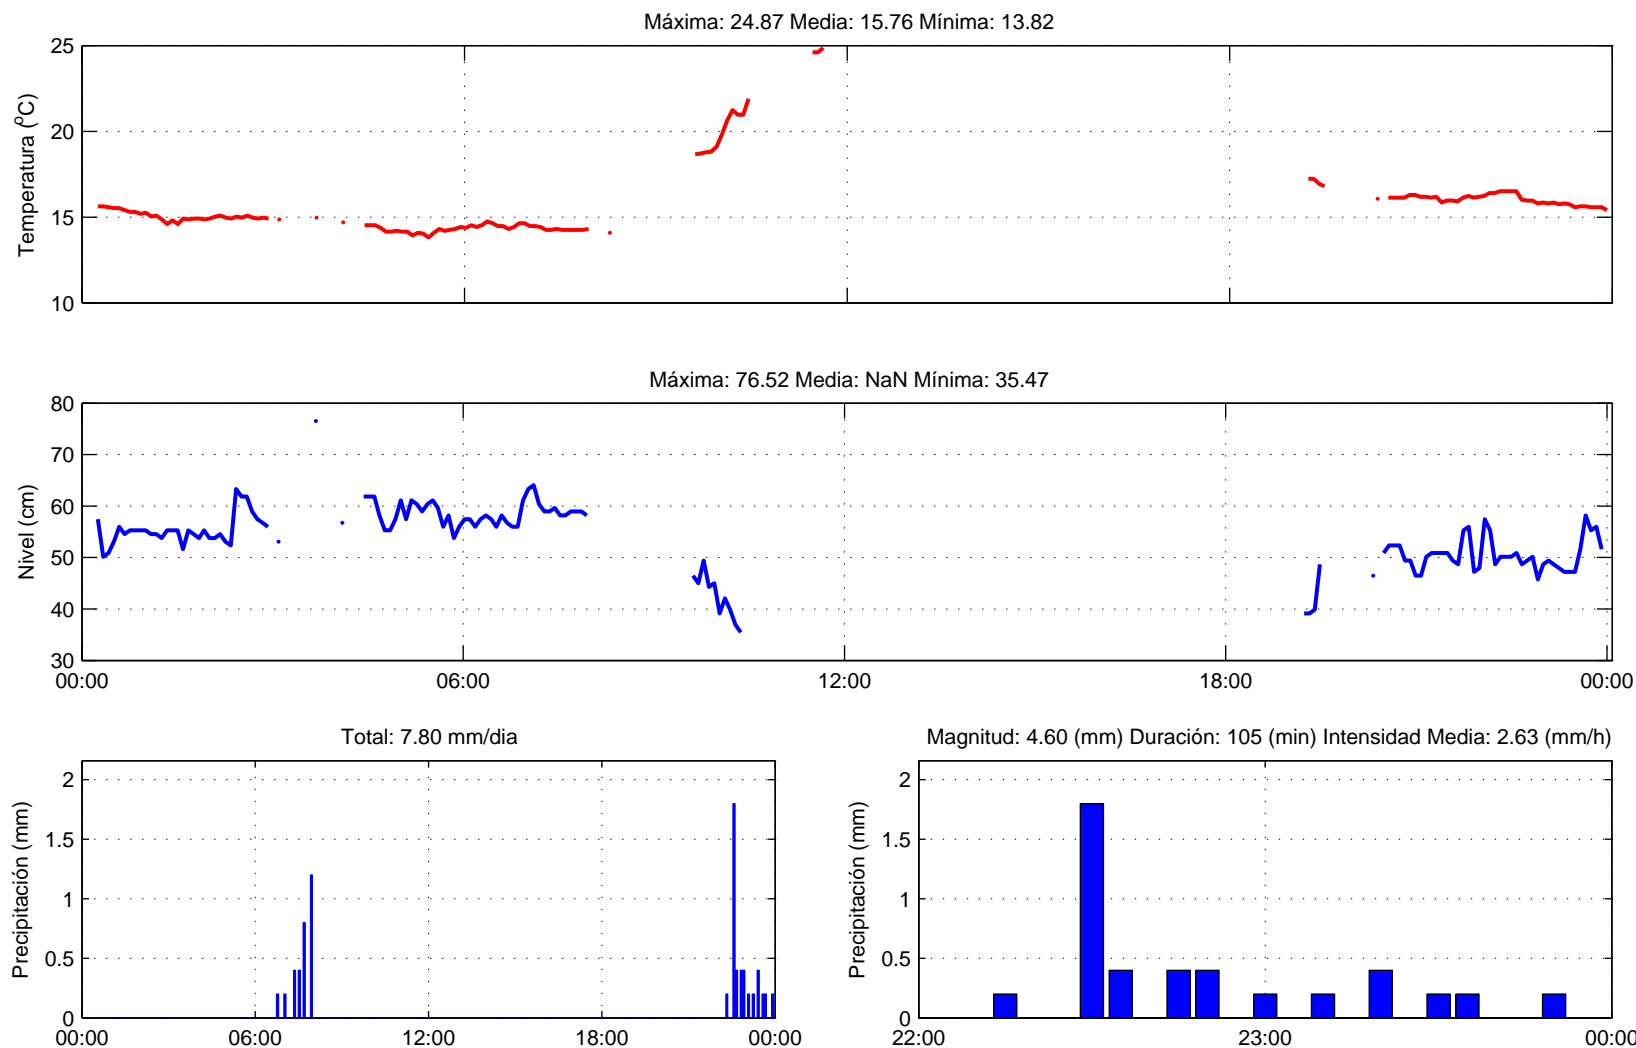 Máxima: 24.87 Media: 15.76 Mínima: 13.82
25
20
15
10
Temperatura (ºC)
Máxima: 76.52 Media: NaN Mínima: 35.47
80
70
60
50
40
30
Nivel (cm)
00:00 06:00 12:00 18:00 00:00
Total: 7.80 mm/dia
2
1.5
1
0.5
0
Precipitación (mm)
00:00 06:00 12:00 18:00 00:00
Magnitud: 4.60 (mm) Duración: 105 (min) Intensidad Media: 2.63 (mm/h)
2
1.5
1
0.5
0
Precipitación (mm)
22:00 23:00 00:00